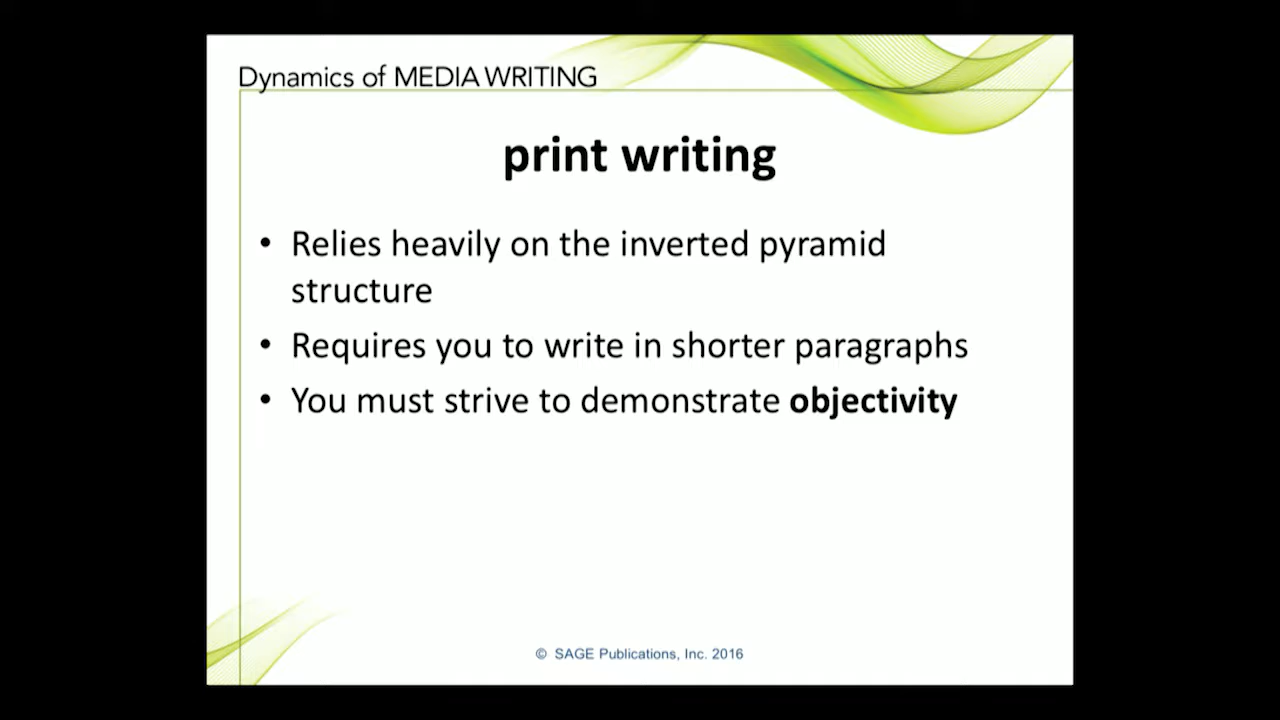 Dynamics of MEDIA WRITING
print writing
• Relies heavily on the inverted pyramid
structure
• Requires you to write in shorter paragraphs
• You must strive to demonstrate objectivity
© SAGE Publications, Inc. 2016